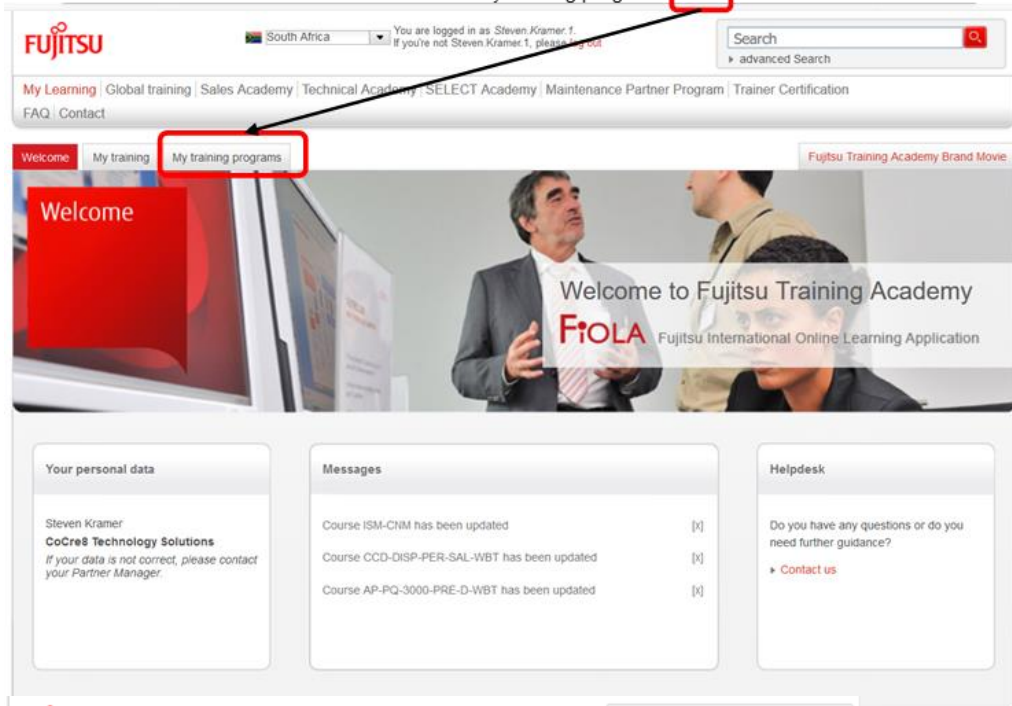 FUJITSU
South Africa
You are logged in as Steven.Kramer.1.
If you're not Steven.Kramer.1, please log out
Search
▸ advanced Search
My Learning | Global training | Sales Academy | Technical Academy | SELECT Academy | Maintenance Partner Program | Trainer Certification
FAQ | Contact
Welcome
My training
My training programs
Fujitsu Training Academy Brand Movie
Welcome
Welcome to Fujitsu Training Academy
FIOLA Fujitsu International Online Learning Application
Your personal data
Steven Kramer
CoCre8 Technology Solutions
If your data is not correct, please contact
your Partner Manager.
Messages
Course ISM-CNM has been updated [x]
Course CCD-DISP-PER-SAL-WBT has been updated [x]
Course AP-PQ-3000-PRE-D-WBT has been updated [x]
Helpdesk
Do you have any questions or do you
need further guidance?
▸ Contact us